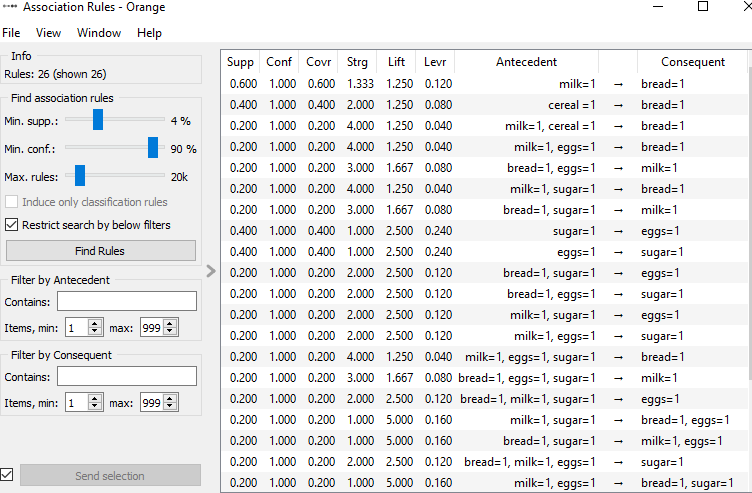 Association Rules - Orange
File View Window Help
Info
Rules: 26 (shown 26)
Find association rules
Min. supp.: 4 %
Min. conf.: 90 %
Max. rules: 20k
Induce only classification rules
Restrict search by below filters
Find Rules
Filter by Antecedent
Contains:
Items, min: 1 max: 999
Filter by Consequent
Contains:
Items, min: 1 max: 999
Send selection
Supp Conf Covr Strg Lift Levr Antecedent Consequent
0.600 1.000 0.600 1.333 1.250 0.120 milk=1 → bread=1
0.400 1.000 0.400 2.000 1.250 0.080 cereal =1 → bread=1
0.200 1.000 0.200 4.000 1.250 0.040 milk=1, cereal =1 → bread=1
0.200 1.000 0.200 4.000 1.250 0.040 milk=1, eggs=1 → bread=1
0.200 1.000 0.200 3.000 1.667 0.080 bread=1, eggs=1 → milk=1
0.200 1.000 0.200 4.000 1.250 0.040 milk=1, sugar=1 → bread=1
0.200 1.000 0.200 3.000 1.667 0.080 bread=1, sugar=1 → milk=1
0.400 1.000 0.400 1.000 2.500 0.240 sugar=1 → eggs=1
0.400 1.000 0.400 1.000 2.500 0.240 eggs=1 → sugar=1
0.200 1.000 0.200 2.000 2.500 0.120 bread=1, sugar=1 → eggs=1
0.200 1.000 0.200 2.000 2.500 0.120 bread=1, eggs=1 → sugar=1
0.200 1.000 0.200 2.000 2.500 0.120 milk=1, sugar=1 → eggs=1
0.200 1.000 0.200 2.000 2.500 0.120 milk=1, eggs=1 → sugar=1
0.200 1.000 0.200 4.000 1.250 0.040 milk=1, eggs=1, sugar=1 → bread=1
0.200 1.000 0.200 3.000 1.667 0.080 bread=1, eggs=1, sugar=1 → milk=1
0.200 1.000 0.200 2.000 2.500 0.120 bread=1, milk=1, sugar=1 → eggs=1
0.200 1.000 0.200 1.000 5.000 0.160 milk=1, sugar=1 → bread=1, eggs=1
0.200 1.000 0.200 1.000 5.000 0.160 bread=1, sugar=1 → milk=1, eggs=1
0.200 1.000 0.200 2.000 2.500 0.120 bread=1, milk=1, eggs=1 → sugar=1
0.200 1.000 0.200 1.000 5.000 0.160 milk=1, eggs=1 → bread=1, sugar=1